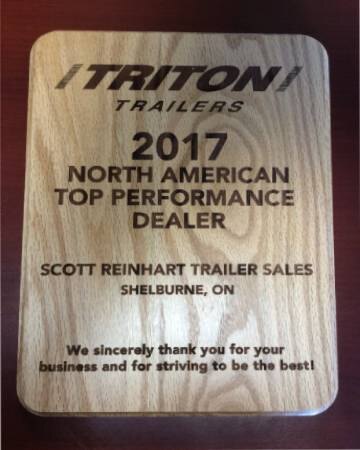 TRITON
TRAILERS
2017
NORTH AMERICAN
TOP PERFORMANCE
DEALER
SCOTT REINHART TRAILER SALES
SHELBURNE, ON
We sincerely thank you for your
business and for striving to be the best!